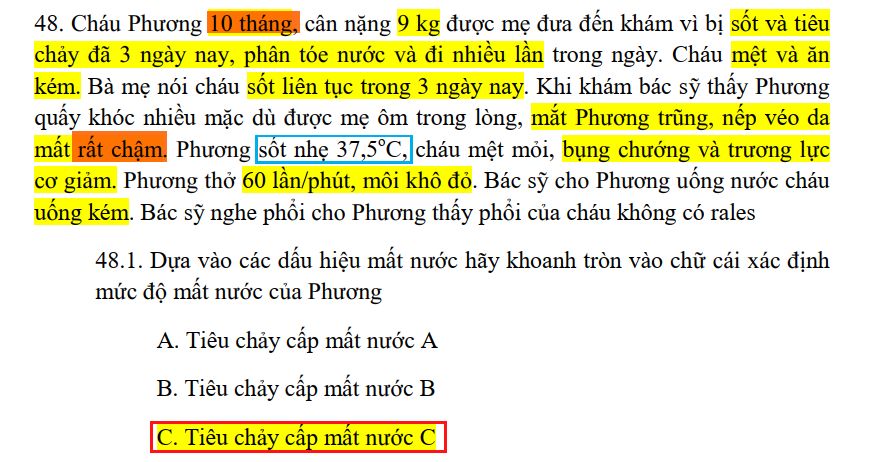 48. Cháu Phương 10 tháng, cân nặng 9 kg được mẹ đưa đến khám vì bị sốt và tiêu
chảy đã 3 ngày nay, phân tóe nước và đi nhiều lần trong ngày. Cháu mệt và ăn
kém. Bà mẹ nói cháu sốt liên tục trong 3 ngày nay. Khi khám bác sỹ thấy Phương
quấy khóc nhiều mặc dù được mẹ ôm trong lòng, mắt Phương trũng, nếp véo da
mất rất chậm. Phương sốt nhẹ 37,5°C, cháu mệt mỏi, bụng chướng và trương lực
cơ giảm. Phương thở 60 lần/phút, môi khô đỏ. Bác sỹ cho Phương uống nước cháu
uống kém. Bác sỹ nghe phổi cho Phương thấy phổi của cháu không có rales
48.1. Dựa vào các dấu hiệu mất nước hãy khoanh tròn vào chữ cái xác định
mức độ mất nước của Phương
A. Tiêu chảy cấp mất nước A
B. Tiêu chảy cấp mất nước B
C. Tiêu chảy cấp mất nước C